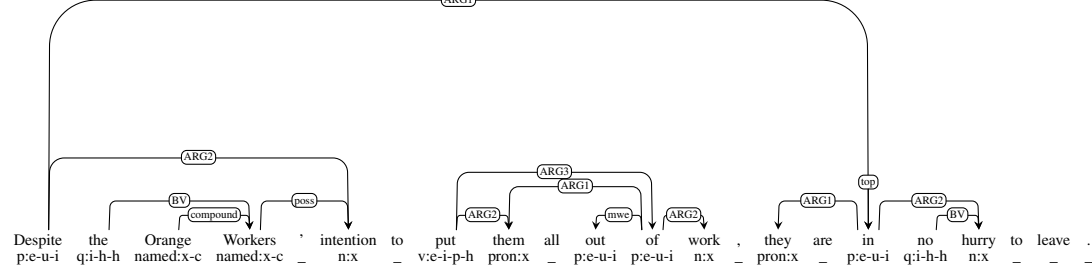 ARG1
ARG2
ARG3
ARG1
top
BV
poss
ARG1
ARG2
compound
ARG2
mwe
ARG2
BV
Despite the Orange Workers ' intention to put them all out of work , they are in no hurry to leave .
p:e-u-i q:i-h-h named:x-c named:x-c _ n:x _ v:e-i-p-h pron:x _ p:e-u-i p:e-u-i n:x _ pron:x _ p:e-u-i q:i-h-h n:x _ _ _